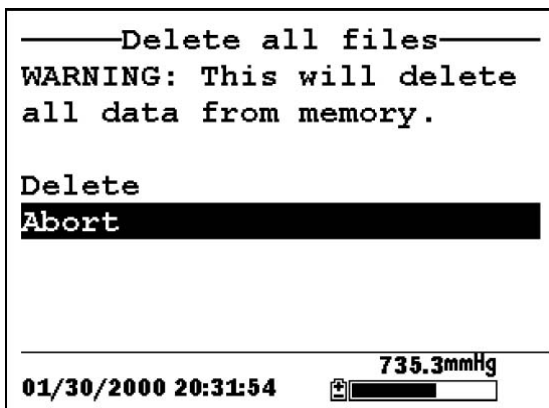 Delete all files
WARNING: This will delete
all data from memory.
Delete
Abort
735.3mmHg
01/30/2000 20:31:54